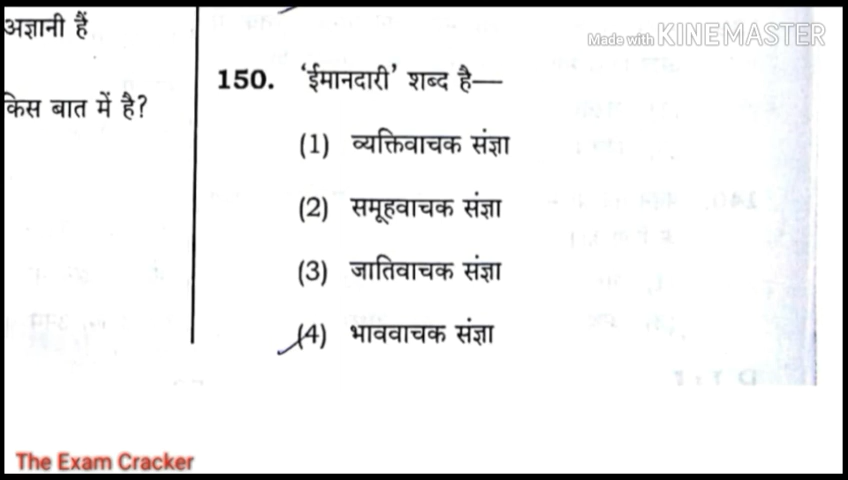 अज्ञानी हैं
किस बात में है?
Made with KINEMASTER
150. ‘ईमानदारी’ शब्द है—
(1) व्यक्तिवाचक संज्ञा
(2) समूहवाचक संज्ञा
(3) जातिवाचक संज्ञा
(4) भाववाचक संज्ञा
The Exam Cracker